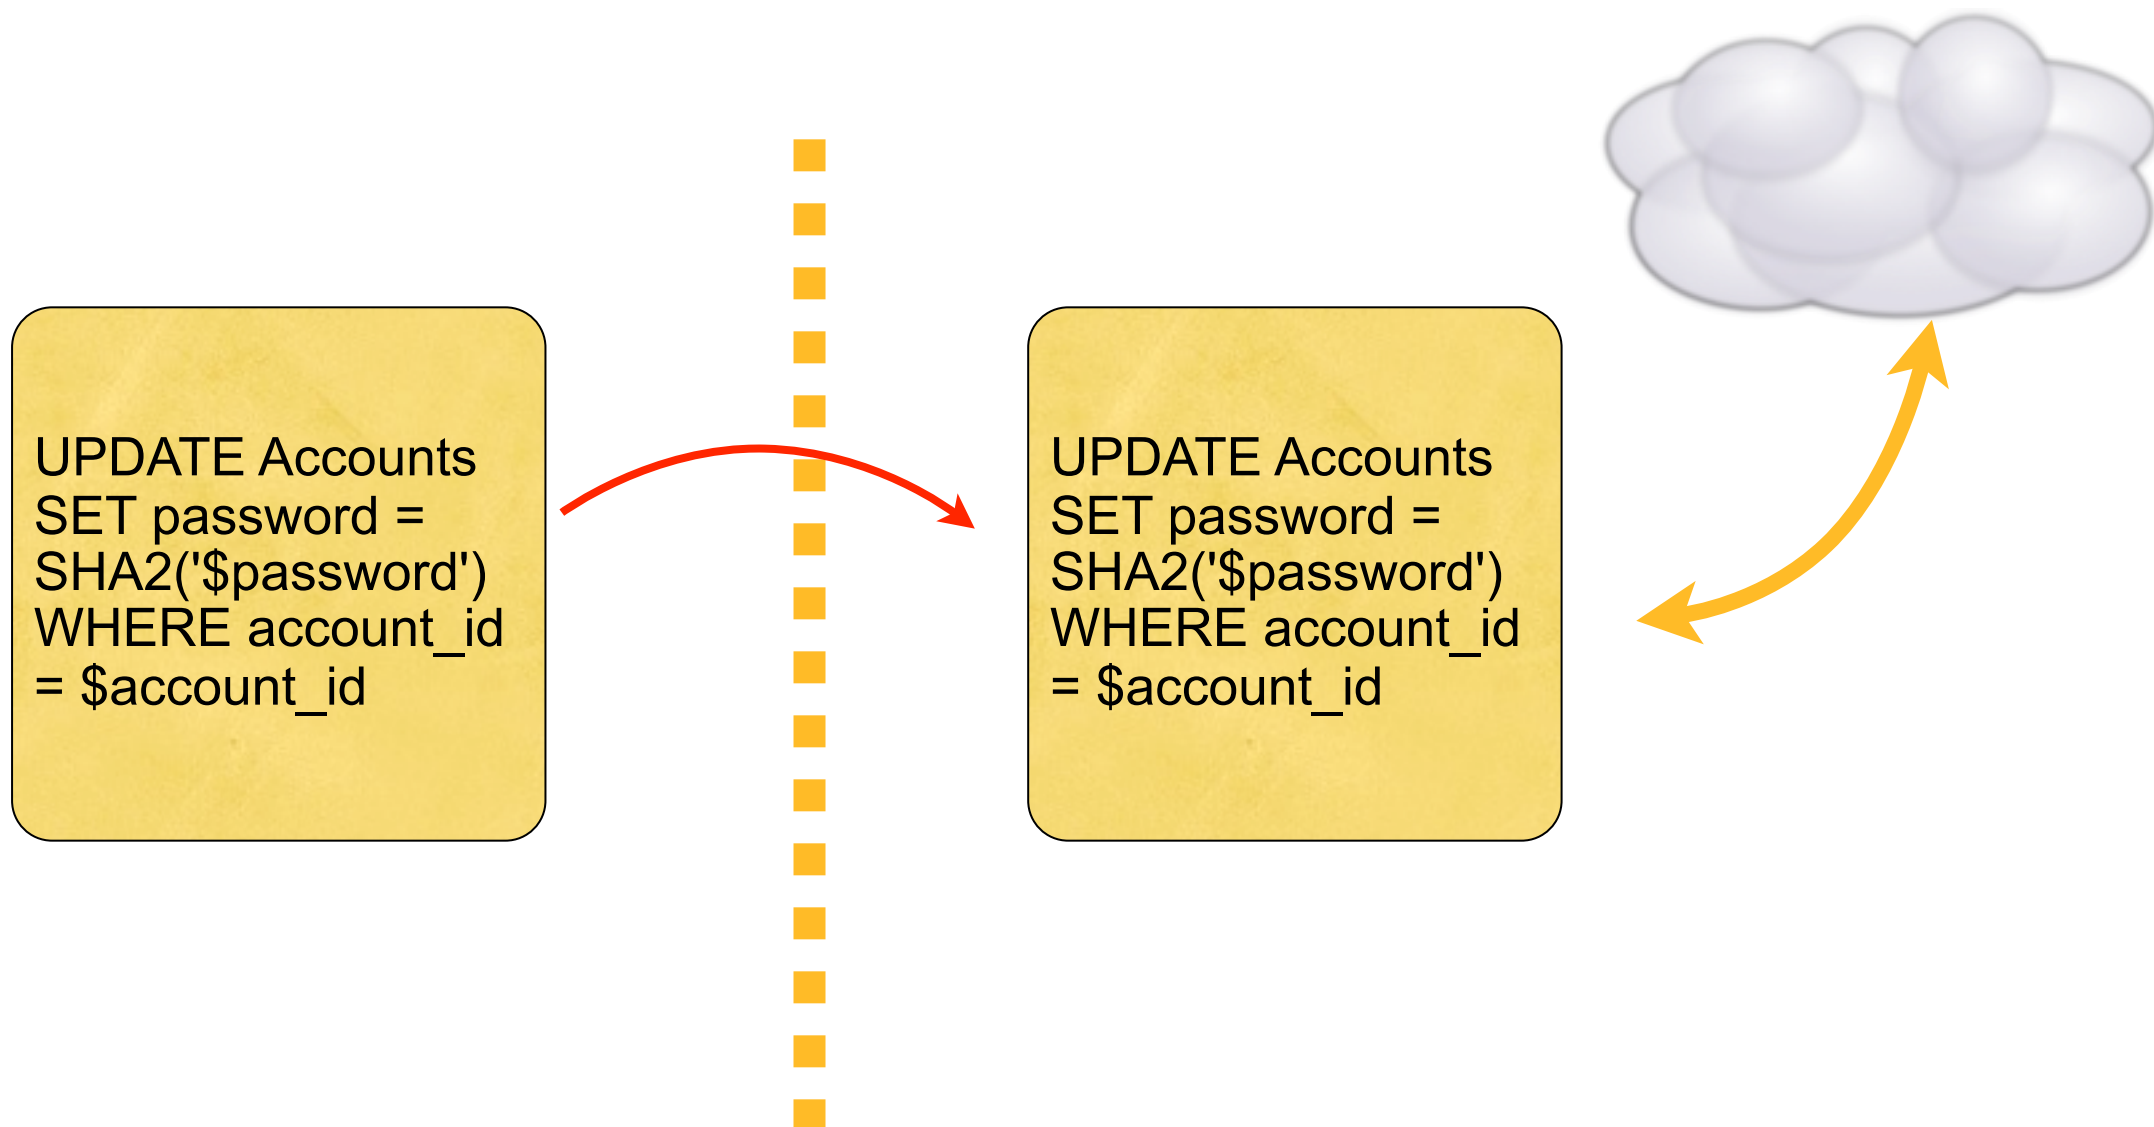 UPDATE Accounts
SET password =
SHA2('$password')
WHERE account_id
= $account_id
UPDATE Accounts
SET password =
SHA2('$password')
WHERE account_id
= $account_id